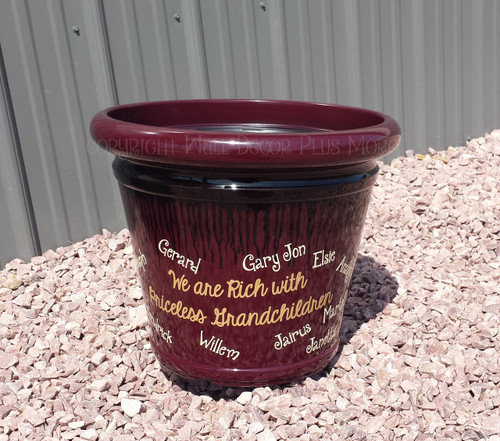 Copyright Wall Decor Plus More
Gerard
Gary Jon
Elsie
We are Rich with
Priceless Grandchildren
Willem
Jairus